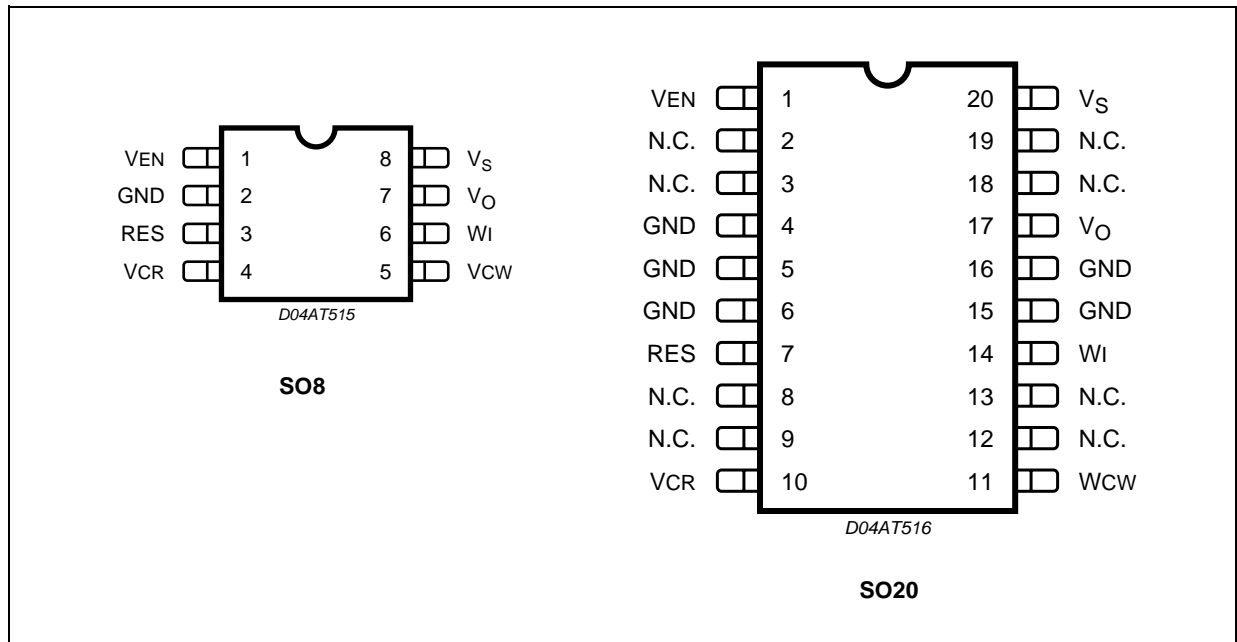 VEN 1 8 VS
GND 2 7 VO
RES 3 6 WI
VCR 4 5 VCW
D04AT515
SO8
VEN 1 20 VS
N.C. 2 19 N.C.
N.C. 3 18 N.C.
GND 4 17 VO
GND 5 16 GND
GND 6 15 GND
RES 7 14 WI
N.C. 8 13 N.C.
N.C. 9 12 N.C.
VCR 10 11 WCW
D04AT516
SO20